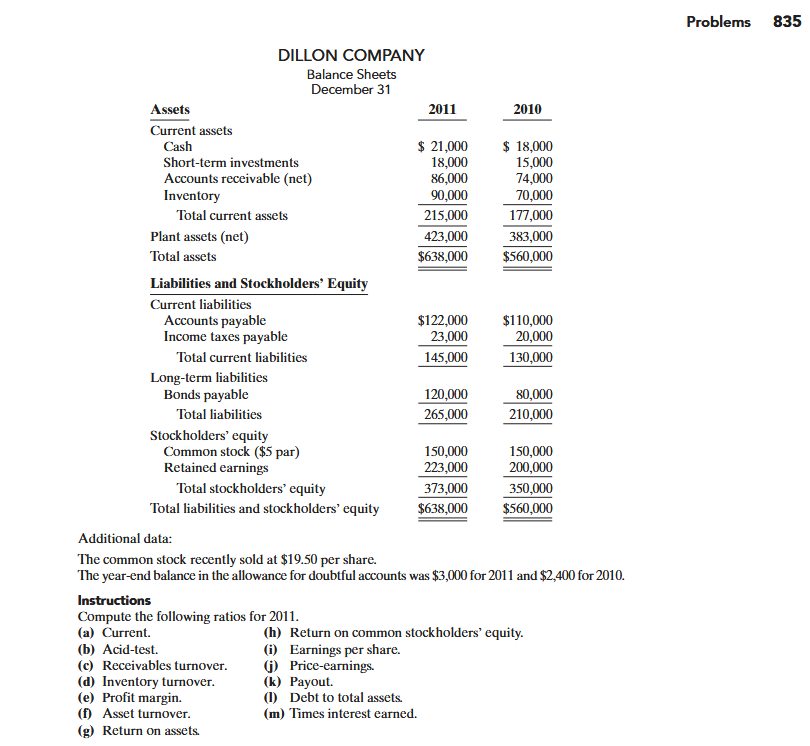 Problems 835
DILLON COMPANY
Balance Sheets
December 31
Assets 2011 2010
Current assets
Cash $ 21,000 $ 18,000
Short-term investments 18,000 15,000
Accounts receivable (net) 86,000 74,000
Inventory 90,000 70,000
Total current assets 215,000 177,000
Plant assets (net) 423,000 383,000
Total assets $638,000 $560,000
Liabilities and Stockholders' Equity
Current liabilities
Accounts payable $122,000 $110,000
Income taxes payable 23,000 20,000
Total current liabilities 145,000 130,000
Long-term liabilities
Bonds payable 120,000 80,000
Total liabilities 265,000 210,000
Stockholders' equity
Common stock ($5 par) 150,000 150,000
Retained earnings 223,000 200,000
Total stockholders' equity 373,000 350,000
Total liabilities and stockholders' equity $638,000 $560,000
Additional data:
The common stock recently sold at $19.50 per share.
The year-end balance in the allowance for doubtful accounts was $3,000 for 2011 and $2,400 for 2010.
Instructions
Compute the following ratios for 2011.
(a) Current. (h) Return on common stockholders' equity.
(b) Acid-test. (i) Earnings per share.
(c) Receivables turnover. (j) Price-earnings.
(d) Inventory turnover. (k) Payout.
(e) Profit margin. (l) Debt to total assets.
(f) Asset turnover. (m) Times interest earned.
(g) Return on assets.